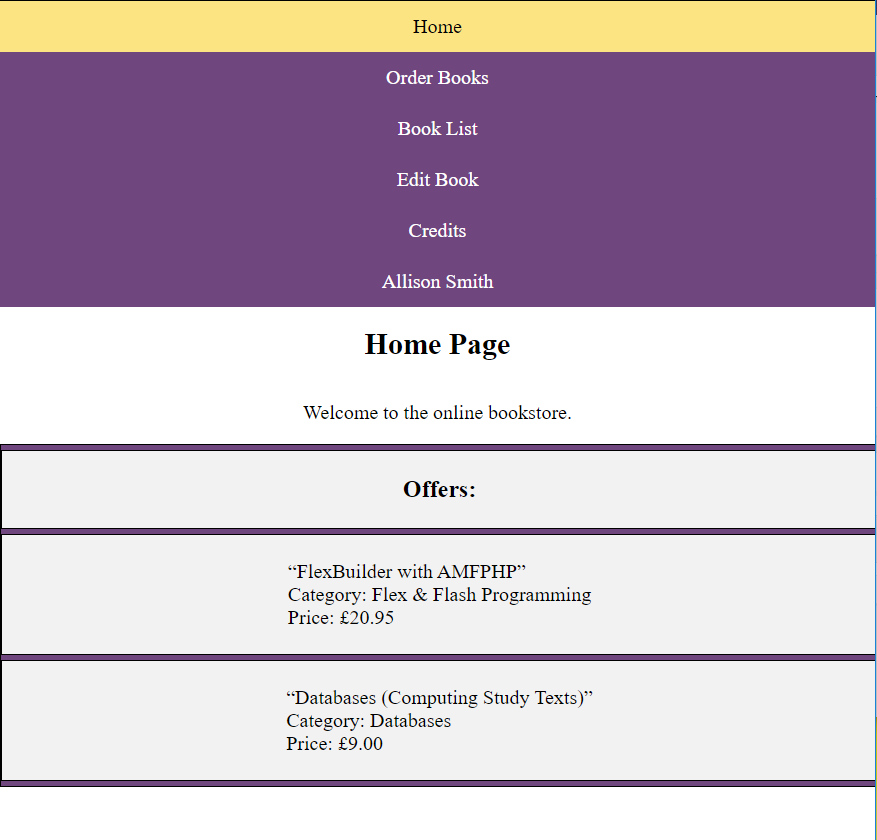 Home
Order Books
Book List
Edit Book
Credits
Allison Smith
Home Page
Welcome to the online bookstore.
Offers:
“FlexBuilder with AMFPHP”
Category: Flex & Flash Programming
Price: £20.95
“Databases (Computing Study Texts)”
Category: Databases
Price: £9.00